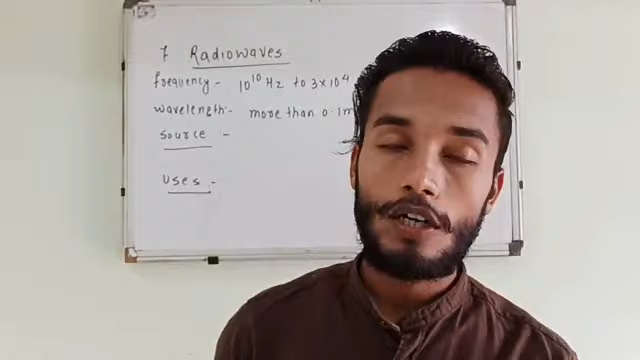 7 Radiowaves
frequency - 10¹⁰ Hz to 3×10⁴
wavelength - more than 0.1m
source :-
uses :-